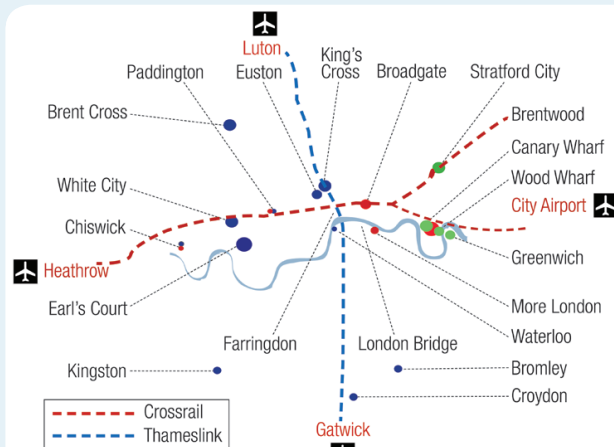 Luton
King's
Cross
Paddington
Euston
Broadgate
Stratford City
Brent Cross
Brentwood
Canary Wharf
White City
Wood Wharf
City Airport
Chiswick
Heathrow
Greenwich
Earl's Court
More London
Waterloo
Farringdon
London Bridge
Kingston
Bromley
Croydon
Crossrail
Thameslink
Gatwick